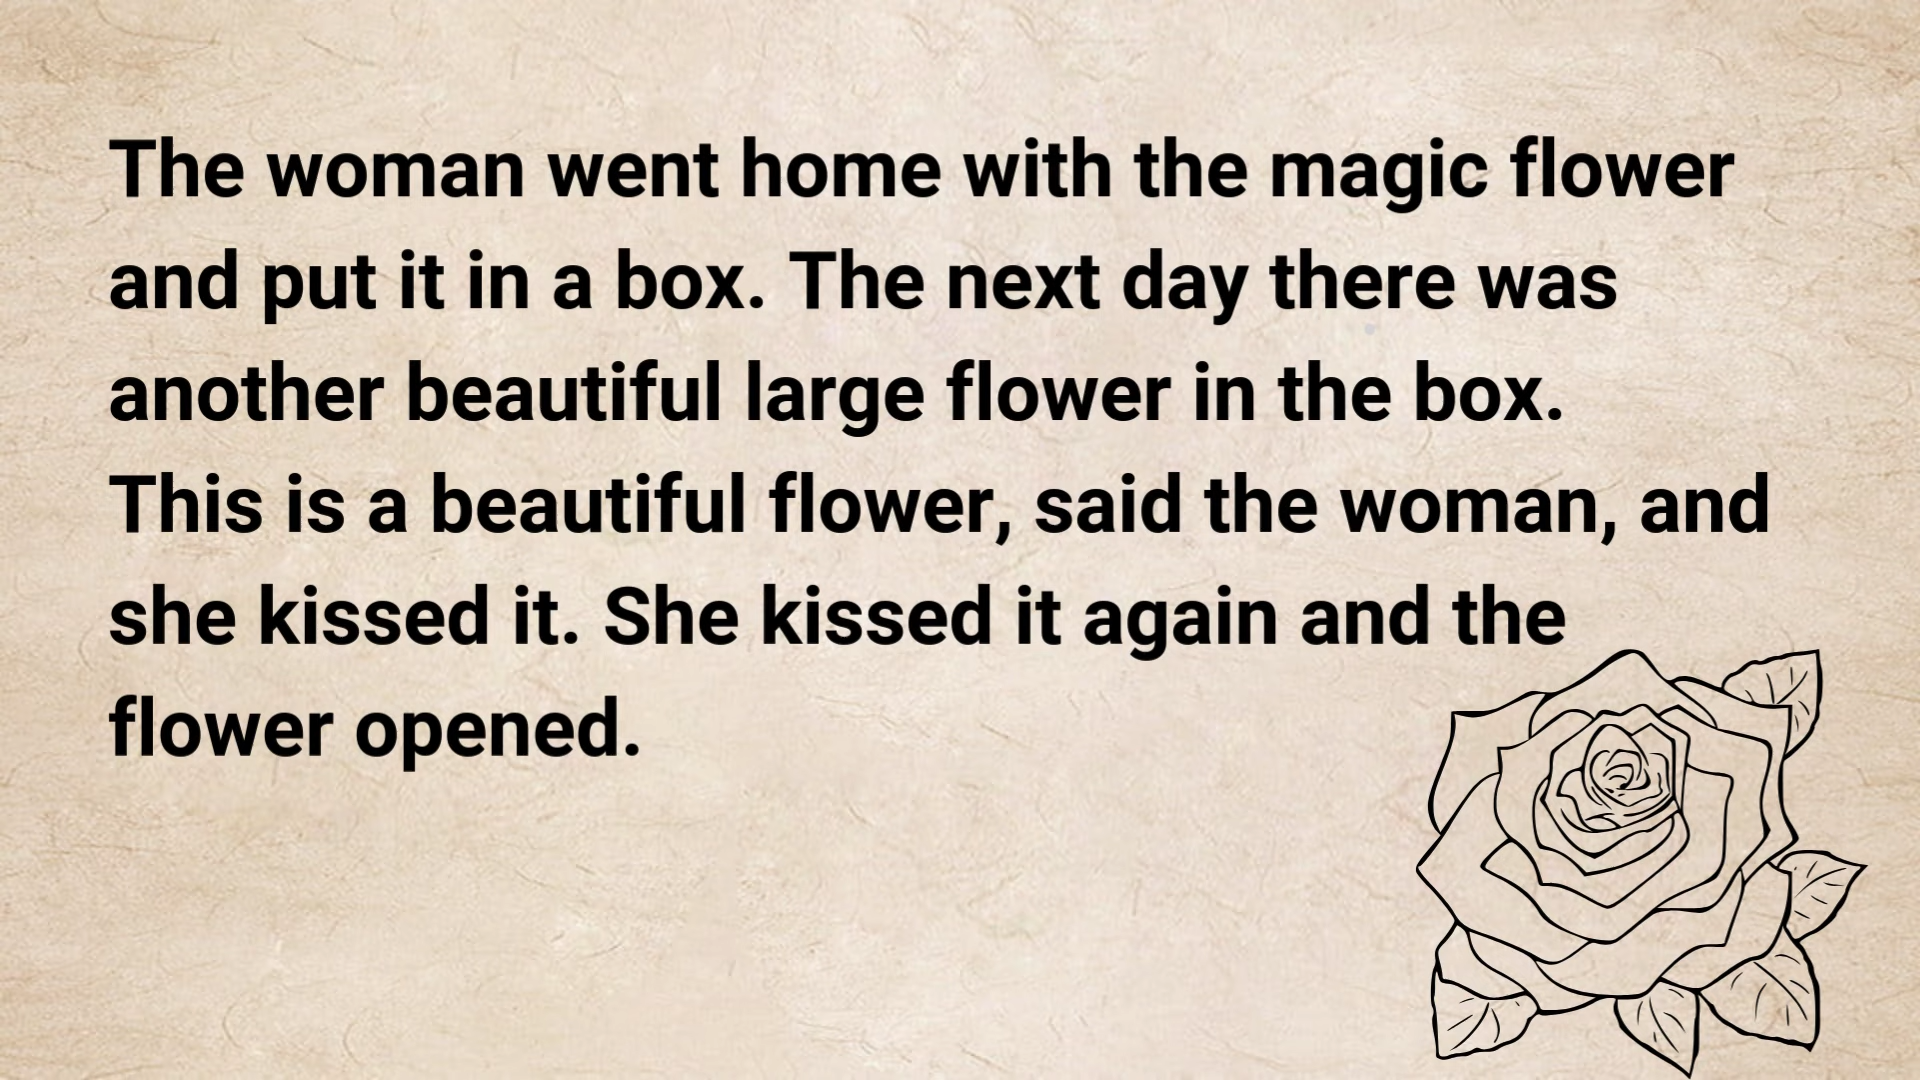 The woman went home with the magic flower
and put it in a box. The next day there was
another beautiful large flower in the box.
This is a beautiful flower, said the woman, and
she kissed it. She kissed it again and the
flower opened.